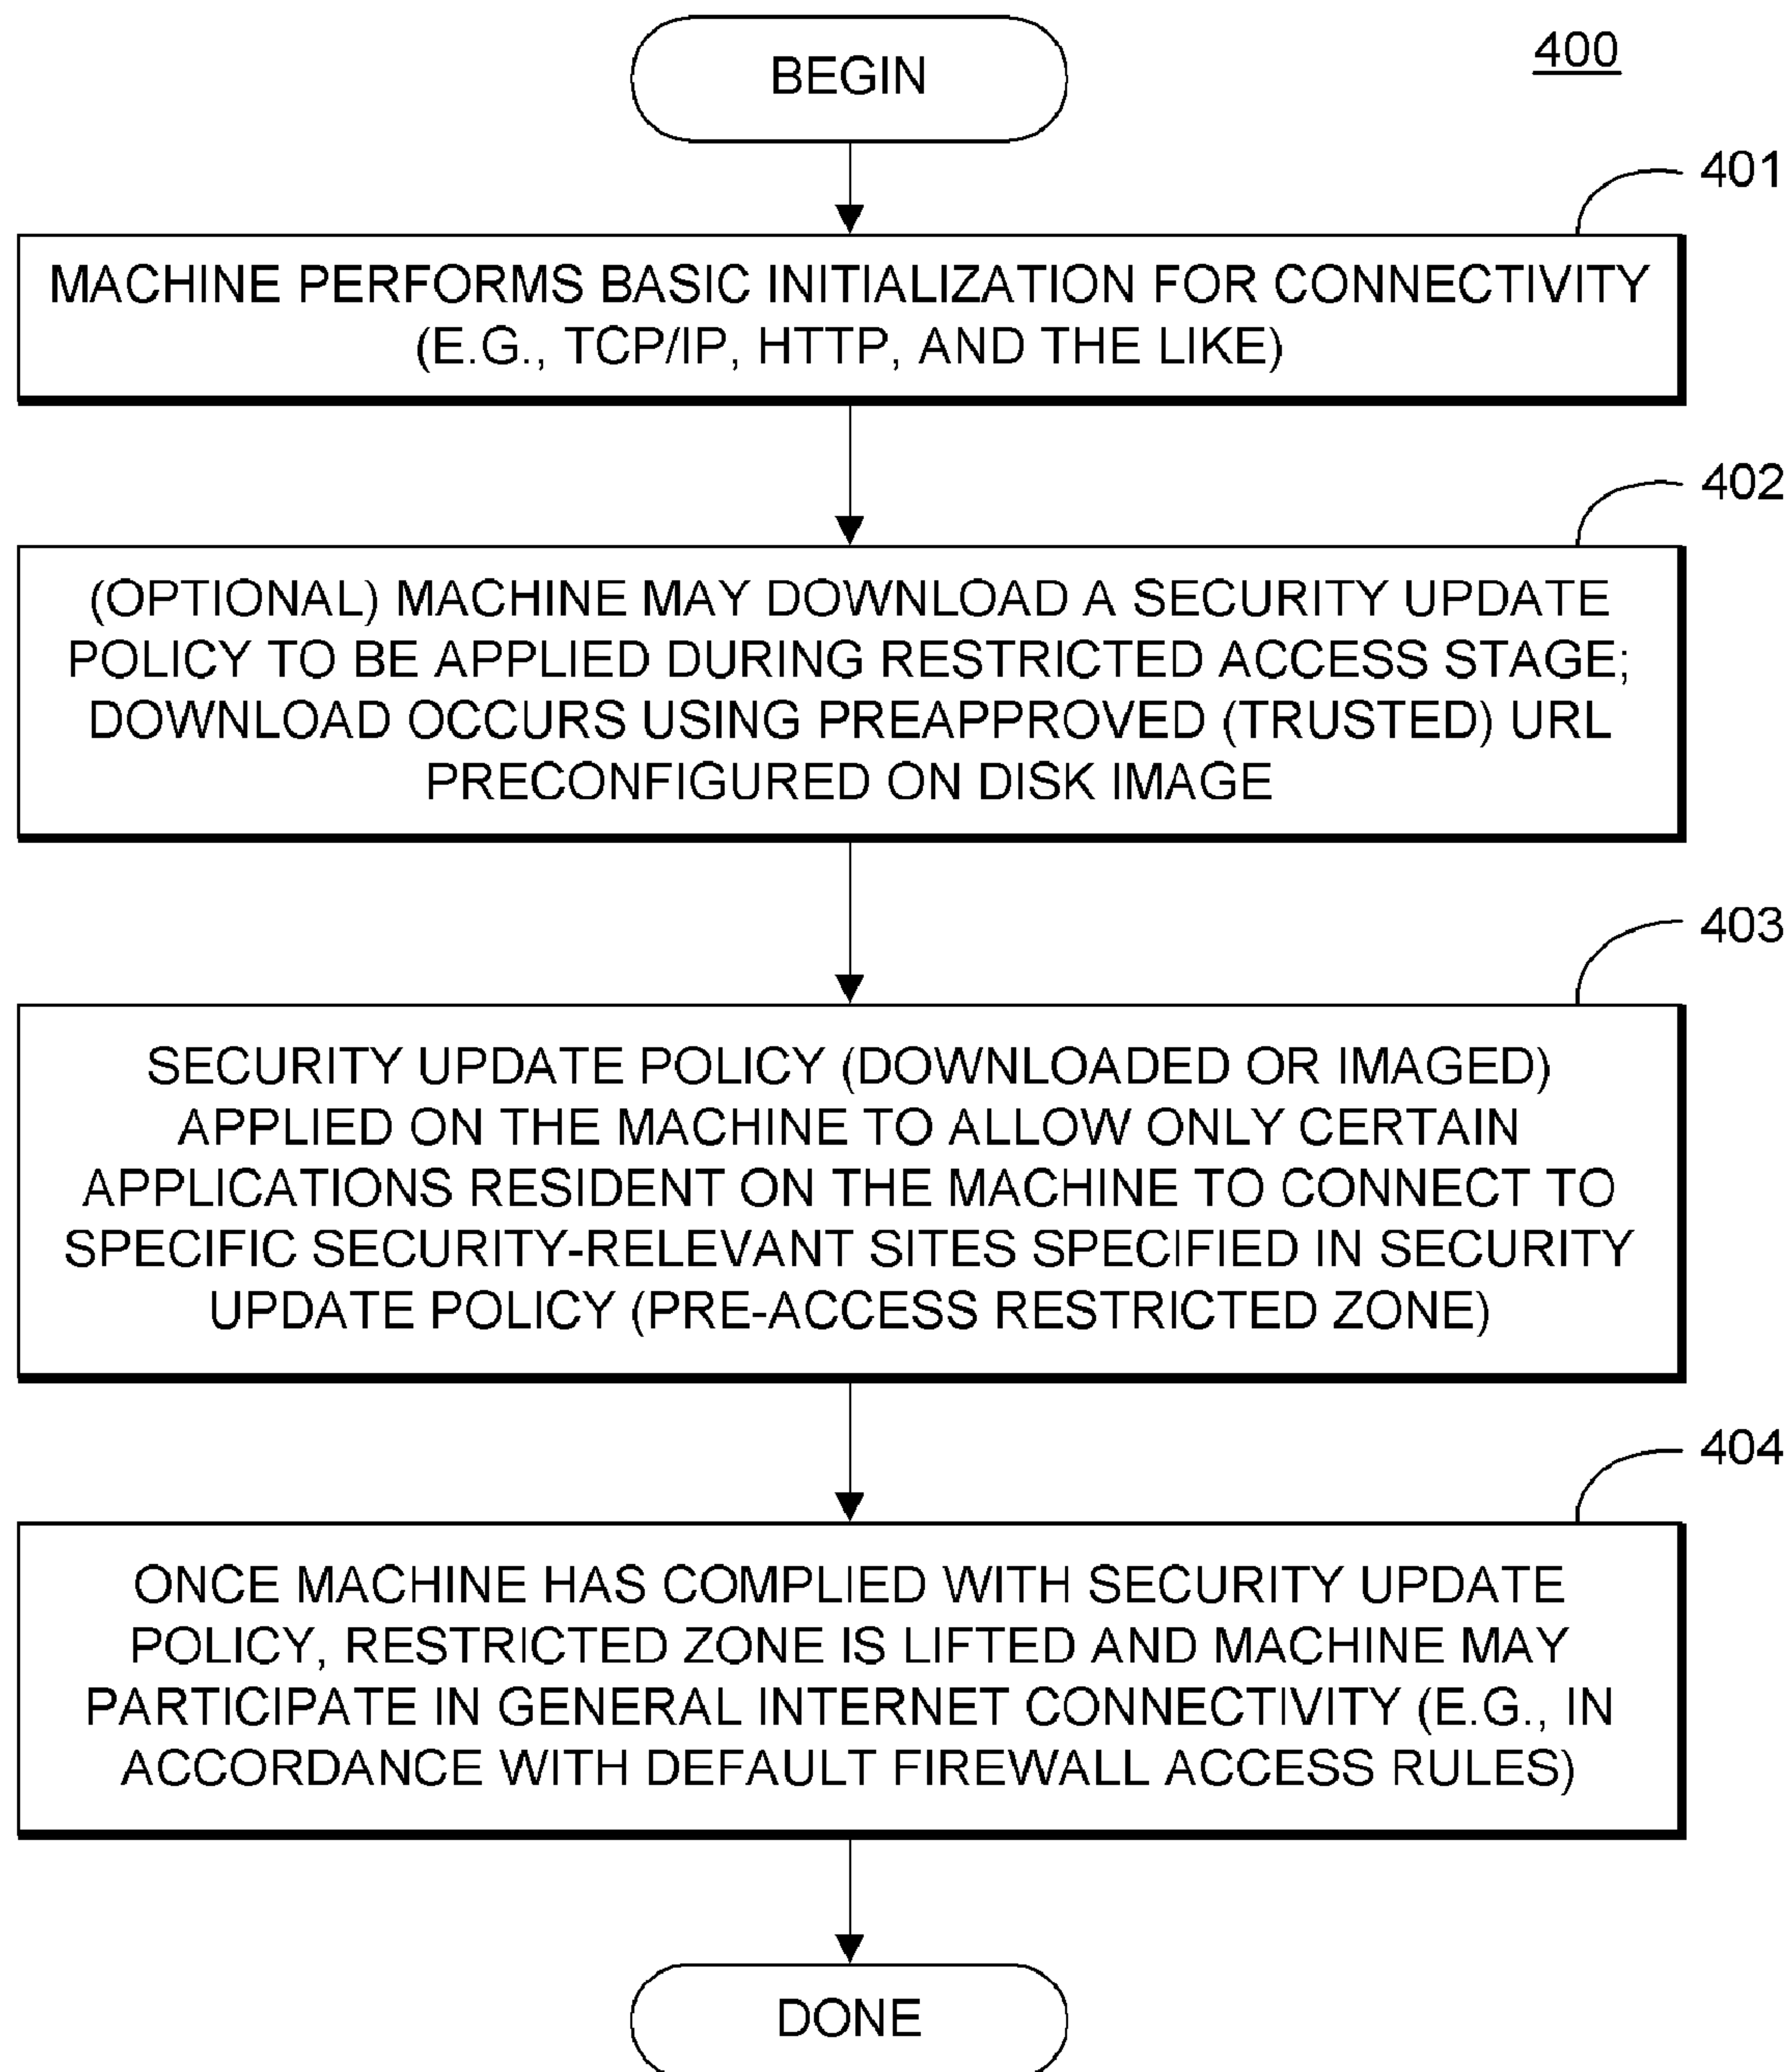 BEGIN
400
401
MACHINE PERFORMS BASIC INITIALIZATION FOR CONNECTIVITY
(E.G., TCP/IP, HTTP, AND THE LIKE)
402
(OPTIONAL) MACHINE MAY DOWNLOAD A SECURITY UPDATE
POLICY TO BE APPLIED DURING RESTRICTED ACCESS STAGE;
DOWNLOAD OCCURS USING PREAPPROVED (TRUSTED) URL
PRECONFIGURED ON DISK IMAGE
403
SECURITY UPDATE POLICY (DOWNLOADED OR IMAGED)
APPLIED ON THE MACHINE TO ALLOW ONLY CERTAIN
APPLICATIONS RESIDENT ON THE MACHINE TO CONNECT TO
SPECIFIC SECURITY-RELEVANT SITES SPECIFIED IN SECURITY
UPDATE POLICY (PRE-ACCESS RESTRICTED ZONE)
404
ONCE MACHINE HAS COMPLIED WITH SECURITY UPDATE
POLICY, RESTRICTED ZONE IS LIFTED AND MACHINE MAY
PARTICIPATE IN GENERAL INTERNET CONNECTIVITY (E.G., IN
ACCORDANCE WITH DEFAULT FIREWALL ACCESS RULES)
DONE